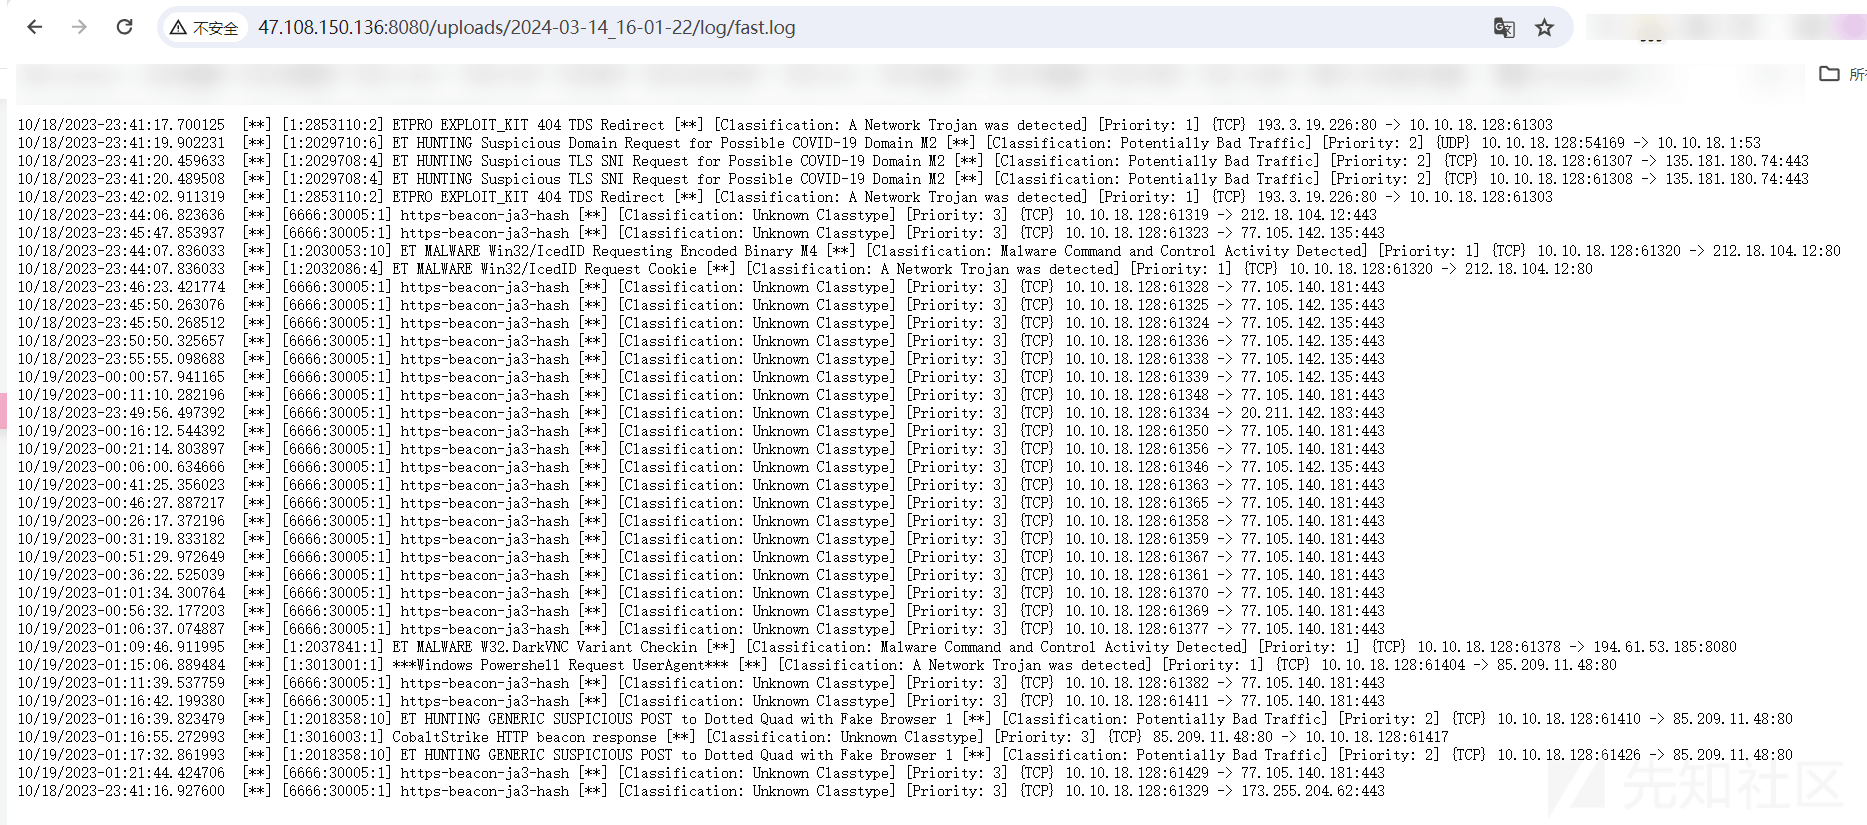 不安全 47.108.150.136:8080/uploads/2024-03-14_16-01-22/log/fast.log
10/18/2023-23:41:17.700125 [**] [1:2853110:2] ETPRO EXPLOIT_KIT 404 TDS Redirect [**] [Classification: A Network Trojan was detected] [Priority: 1] {TCP} 193.3.19.226:80 -> 10.10.18.128:61303
10/18/2023-23:41:19.902231 [**] [1:2029710:6] ET HUNTING Suspicious Domain Request for Possible COVID-19 Domain M2 [**] [Classification: Potentially Bad Traffic] [Priority: 2] {UDP} 10.10.18.128:54169 -> 10.10.18.1:53
10/18/2023-23:41:20.459633 [**] [1:2029708:4] ET HUNTING Suspicious TLS SNI Request for Possible COVID-19 Domain M2 [**] [Classification: Potentially Bad Traffic] [Priority: 2] {TCP} 10.10.18.128:61307 -> 135.181.180.74:443
10/18/2023-23:41:20.489508 [**] [1:2029708:4] ET HUNTING Suspicious TLS SNI Request for Possible COVID-19 Domain M2 [**] [Classification: Potentially Bad Traffic] [Priority: 2] {TCP} 10.10.18.128:61308 -> 135.181.180.74:443
10/18/2023-23:42:02.911319 [**] [1:2853110:2] ETPRO EXPLOIT_KIT 404 TDS Redirect [**] [Classification: A Network Trojan was detected] [Priority: 1] {TCP} 193.3.19.226:80 -> 10.10.18.128:61303
10/18/2023-23:44:06.823636 [**] [6666:30005:1] https-beacon-ja3-hash [**] [Classification: Unknown Classtype] [Priority: 3] {TCP} 10.10.18.128:61319 -> 212.18.104.12:443
10/18/2023-23:45:47.853937 [**] [6666:30005:1] https-beacon-ja3-hash [**] [Classification: Unknown Classtype] [Priority: 3] {TCP} 10.10.18.128:61323 -> 77.105.142.135:443
10/18/2023-23:44:07.836033 [**] [1:2030053:10] ET MALWARE Win32/IcedID Requesting Encoded Binary M4 [**] [Classification: Malware Command and Control Activity Detected] [Priority: 1] {TCP} 10.10.18.128:61320 -> 212.18.104.12:80
10/18/2023-23:44:07.836033 [**] [1:2032086:4] ET MALWARE Win32/IcedID Request Cookie [**] [Classification: A Network Trojan was detected] [Priority: 1] {TCP} 10.10.18.128:61320 -> 212.18.104.12:80
10/18/2023-23:46:23.421774 [**] [6666:30005:1] https-beacon-ja3-hash [**] [Classification: Unknown Classtype] [Priority: 3] {TCP} 10.10.18.128:61328 -> 77.105.140.181:443
10/18/2023-23:45:50.263076 [**] [6666:30005:1] https-beacon-ja3-hash [**] [Classification: Unknown Classtype] [Priority: 3] {TCP} 10.10.18.128:61325 -> 77.105.142.135:443
10/18/2023-23:45:50.268512 [**] [6666:30005:1] https-beacon-ja3-hash [**] [Classification: Unknown Classtype] [Priority: 3] {TCP} 10.10.18.128:61324 -> 77.105.142.135:443
10/18/2023-23:50:50.325657 [**] [6666:30005:1] https-beacon-ja3-hash [**] [Classification: Unknown Classtype] [Priority: 3] {TCP} 10.10.18.128:61336 -> 77.105.142.135:443
10/18/2023-23:55:55.098688 [**] [6666:30005:1] https-beacon-ja3-hash [**] [Classification: Unknown Classtype] [Priority: 3] {TCP} 10.10.18.128:61338 -> 77.105.142.135:443
10/19/2023-00:00:57.941165 [**] [6666:30005:1] https-beacon-ja3-hash [**] [Classification: Unknown Classtype] [Priority: 3] {TCP} 10.10.18.128:61339 -> 77.105.142.135:443
10/19/2023-00:11:10.282196 [**] [6666:30005:1] https-beacon-ja3-hash [**] [Classification: Unknown Classtype] [Priority: 3] {TCP} 10.10.18.128:61348 -> 77.105.140.181:443
10/18/2023-23:49:56.497392 [**] [6666:30005:1] https-beacon-ja3-hash [**] [Classification: Unknown Classtype] [Priority: 3] {TCP} 10.10.18.128:61334 -> 20.211.142.183:443
10/19/2023-00:16:12.544392 [**] [6666:30005:1] https-beacon-ja3-hash [**] [Classification: Unknown Classtype] [Priority: 3] {TCP} 10.10.18.128:61350 -> 77.105.140.181:443
10/19/2023-00:21:14.803897 [**] [6666:30005:1] https-beacon-ja3-hash [**] [Classification: Unknown Classtype] [Priority: 3] {TCP} 10.10.18.128:61356 -> 77.105.140.181:443
10/19/2023-00:06:00.634666 [**] [6666:30005:1] https-beacon-ja3-hash [**] [Classification: Unknown Classtype] [Priority: 3] {TCP} 10.10.18.128:61346 -> 77.105.142.135:443
10/19/2023-00:41:25.356023 [**] [6666:30005:1] https-beacon-ja3-hash [**] [Classification: Unknown Classtype] [Priority: 3] {TCP} 10.10.18.128:61363 -> 77.105.140.181:443
10/19/2023-00:46:27.887217 [**] [6666:30005:1] https-beacon-ja3-hash [**] [Classification: Unknown Classtype] [Priority: 3] {TCP} 10.10.18.128:61365 -> 77.105.140.181:443
10/19/2023-00:26:17.372196 [**] [6666:30005:1] https-beacon-ja3-hash [**] [Classification: Unknown Classtype] [Priority: 3] {TCP} 10.10.18.128:61358 -> 77.105.140.181:443
10/19/2023-00:31:19.833182 [**] [6666:30005:1] https-beacon-ja3-hash [**] [Classification: Unknown Classtype] [Priority: 3] {TCP} 10.10.18.128:61359 -> 77.105.140.181:443
10/19/2023-00:51:29.972649 [**] [6666:30005:1] https-beacon-ja3-hash [**] [Classification: Unknown Classtype] [Priority: 3] {TCP} 10.10.18.128:61367 -> 77.105.140.181:443
10/19/2023-00:36:22.525039 [**] [6666:30005:1] https-beacon-ja3-hash [**] [Classification: Unknown Classtype] [Priority: 3] {TCP} 10.10.18.128:61361 -> 77.105.140.181:443
10/19/2023-01:01:34.300764 [**] [6666:30005:1] https-beacon-ja3-hash [**] [Classification: Unknown Classtype] [Priority: 3] {TCP} 10.10.18.128:61370 -> 77.105.140.181:443
10/19/2023-00:56:32.177203 [**] [6666:30005:1] https-beacon-ja3-hash [**] [Classification: Unknown Classtype] [Priority: 3] {TCP} 10.10.18.128:61369 -> 77.105.140.181:443
10/19/2023-01:06:37.074887 [**] [6666:30005:1] https-beacon-ja3-hash [**] [Classification: Unknown Classtype] [Priority: 3] {TCP} 10.10.18.128:61377 -> 77.105.140.181:443
10/19/2023-01:09:46.911995 [**] [1:2037841:1] ET MALWARE W32.DarkVNC Variant Checkin [**] [Classification: Malware Command and Control Activity Detected] [Priority: 1] {TCP} 10.10.18.128:61378 -> 194.61.53.185:8080
10/19/2023-01:15:06.889484 [**] [1:3013001:1] ***Windows Powershell Request UserAgent*** [**] [Classification: A Network Trojan was detected] [Priority: 1] {TCP} 10.10.18.128:61404 -> 85.209.11.48:80
10/19/2023-01:11:39.537759 [**] [6666:30005:1] https-beacon-ja3-hash [**] [Classification: Unknown Classtype] [Priority: 3] {TCP} 10.10.18.128:61382 -> 77.105.140.181:443
10/19/2023-01:16:42.199380 [**] [6666:30005:1] https-beacon-ja3-hash [**] [Classification: Unknown Classtype] [Priority: 3] {TCP} 10.10.18.128:61411 -> 77.105.140.181:443
10/19/2023-01:16:39.823479 [**] [1:2018358:10] ET HUNTING GENERIC SUSPICIOUS POST to Dotted Quad with Fake Browser 1 [**] [Classification: Potentially Bad Traffic] [Priority: 2] {TCP} 10.10.18.128:61410 -> 85.209.11.48:80
10/19/2023-01:16:55.272993 [**] [1:3016003:1] CobaltStrike HTTP beacon response [**] [Classification: Unknown Classtype] [Priority: 3] {TCP} 85.209.11.48:80 -> 10.10.18.128:61417
10/19/2023-01:17:32.861993 [**] [1:2018358:10] ET HUNTING GENERIC SUSPICIOUS POST to Dotted Quad with Fake Browser 1 [**] [Classification: Potentially Bad Traffic] [Priority: 2] {TCP} 10.10.18.128:61426 -> 85.209.11.48:80
10/19/2023-01:21:44.424706 [**] [6666:30005:1] https-beacon-ja3-hash [**] [Classification: Unknown Classtype] [Priority: 3] {TCP} 10.10.18.128:61429 -> 77.105.140.181:443
10/18/2023-23:41:16.927600 [**] [6666:30005:1] https-beacon-ja3-hash [**] [Classification: Unknown Classtype] [Priority: 3] {TCP} 10.10.18.128:61329 -> 173.255.204.62:443
先知社区